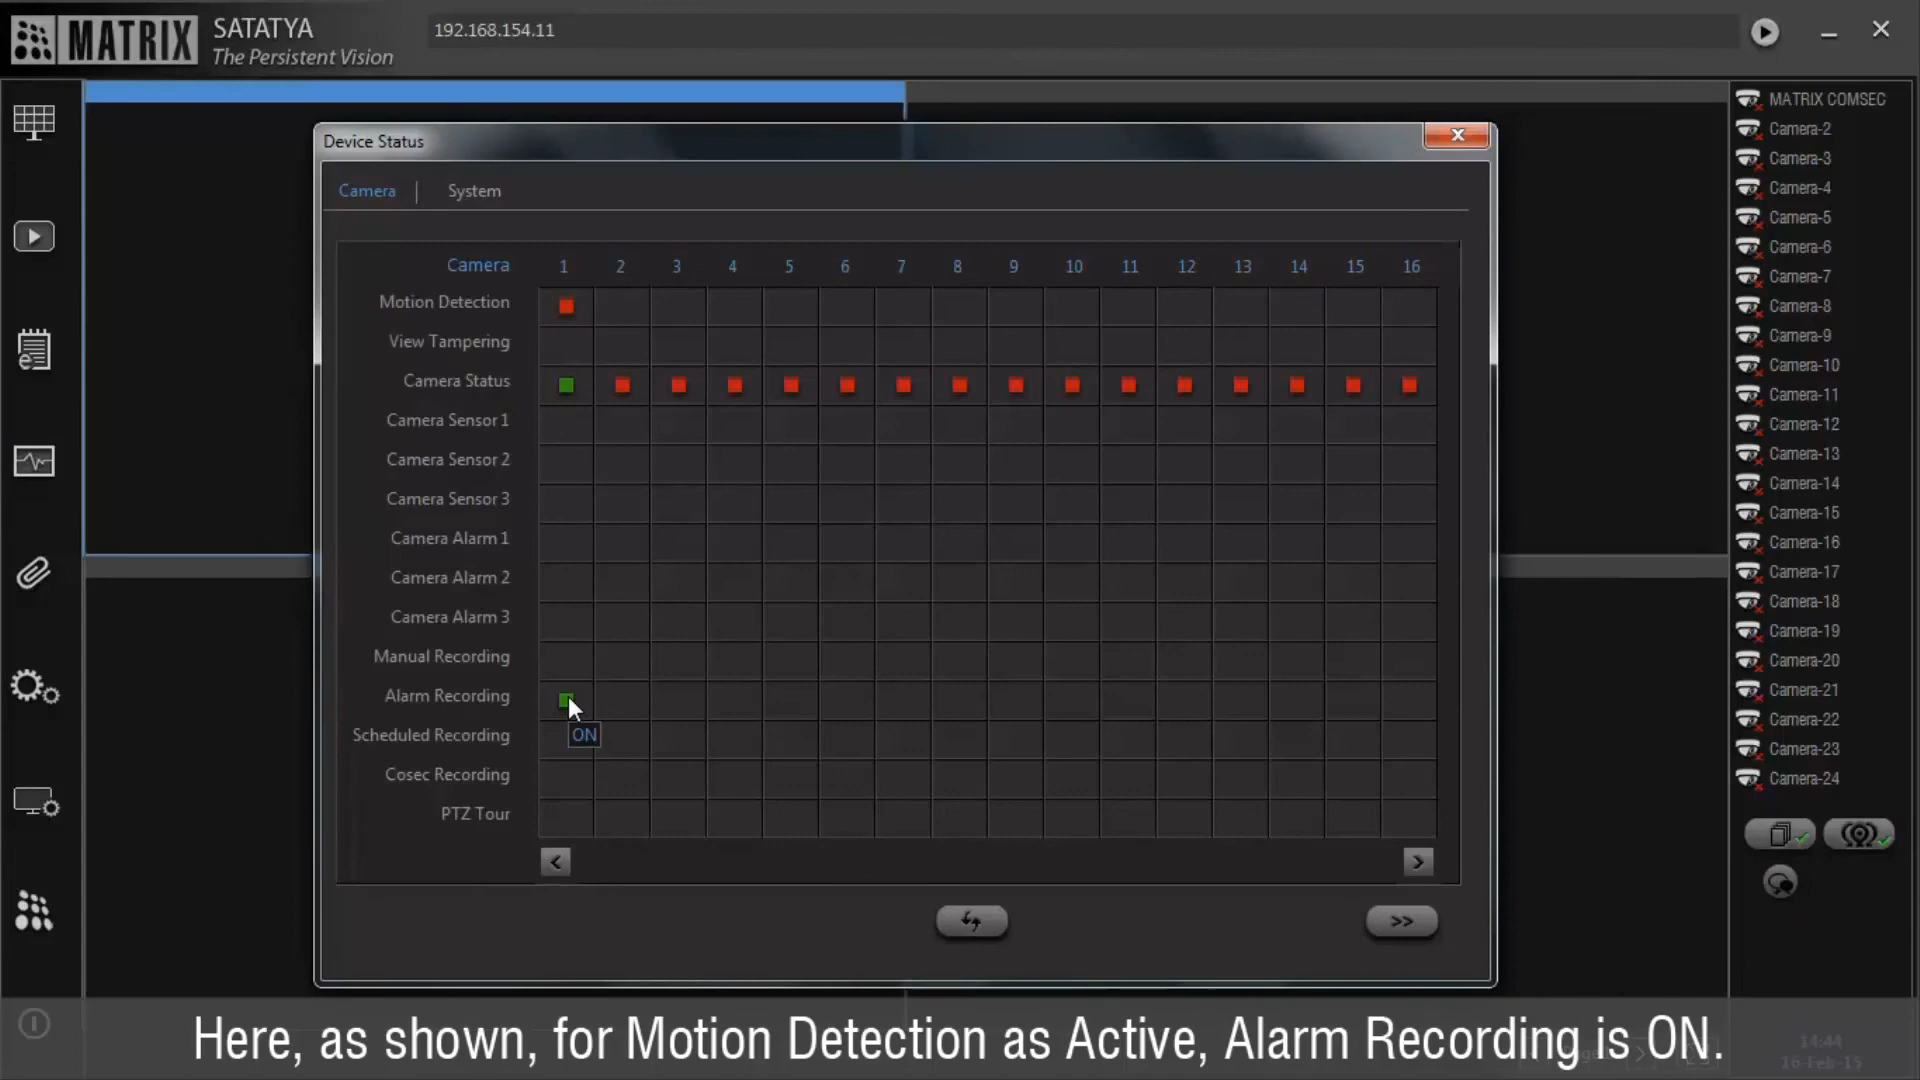 MATRIX SATATYA
The Persistent Vision
192.168.154.11
Device Status
Camera | System
Camera 1 2 3 4 5 6 7 8 9 10 11 12 13 14 15 16
Motion Detection
View Tampering
Camera Status
Camera Sensor 1
Camera Sensor 2
Camera Sensor 3
Camera Alarm 1
Camera Alarm 2
Camera Alarm 3
Manual Recording
Alarm Recording
Scheduled Recording
ON
Cosec Recording
PTZ Tour
< >
>>
MATRIX COMSEC
Camera-2
Camera-3
Camera-4
Camera-5
Camera-6
Camera-7
Camera-8
Camera-9
Camera-10
Camera-11
Camera-12
Camera-13
Camera-14
Camera-15
Camera-16
Camera-17
Camera-18
Camera-19
Camera-20
Camera-21
Camera-22
Camera-23
Camera-24
Here, as shown, for Motion Detection as Active, Alarm Recording is ON.
14:44
16-Feb-15